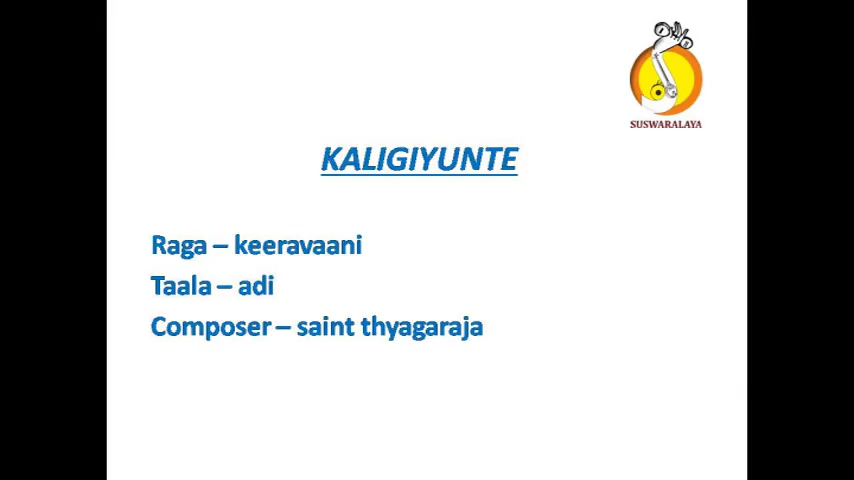 SUSWARALAYA
KALIGIYUNTE
Raga – keeravaani
Taala – adi
Composer – saint thyagaraja